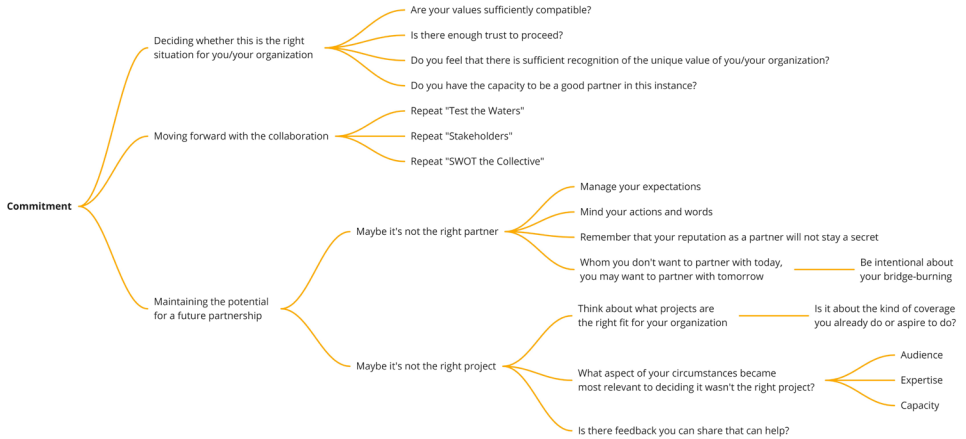 Commitment
Deciding whether this is the right
situation for you/your organization
Are your values sufficiently compatible?
Is there enough trust to proceed?
Do you feel that there is sufficient recognition of the unique value of you/your organization?
Do you have the capacity to be a good partner in this instance?
Moving forward with the collaboration
Repeat "Test the Waters"
Repeat "Stakeholders"
Repeat "SWOT the Collective"
Maintaining the potential
for a future partnership
Maybe it's not the right partner
Manage your expectations
Mind your actions and words
Remember that your reputation as a partner will not stay a secret
Whom you don't want to partner with today,
you may want to partner with tomorrow
Be intentional about
your bridge-burning
Maybe it's not the right project
Think about what projects are
the right fit for your organization
Is it about the kind of coverage
you already do or aspire to do?
What aspect of your circumstances became
most relevant to deciding it wasn't the right project?
Audience
Expertise
Capacity
Is there feedback you can share that can help?